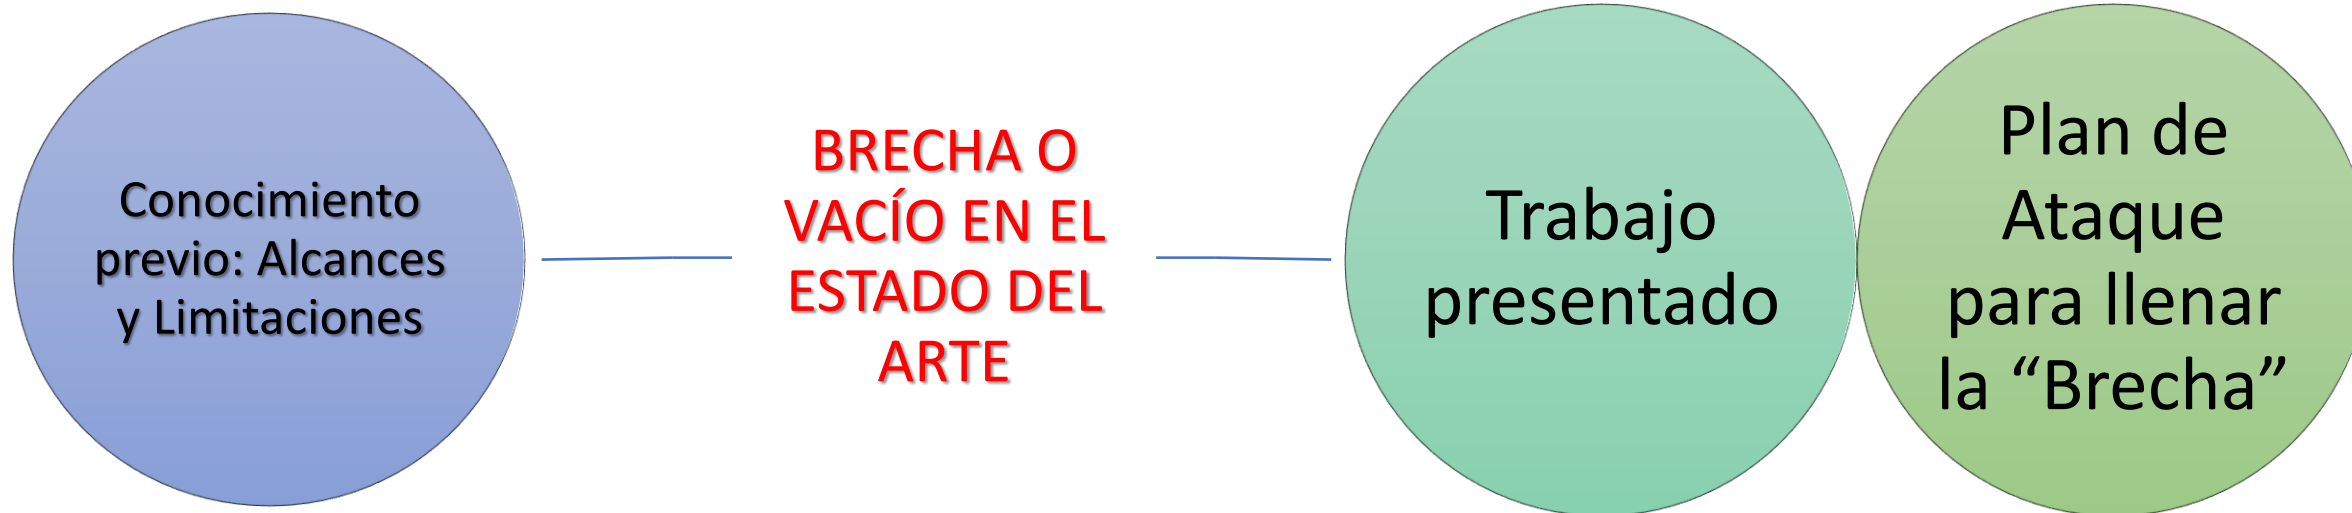 Conocimiento
previo: Alcances
y Limitaciones
BRECHA O
VACÍO EN EL
ESTADO DEL
ARTE
Trabajo
presentado
Plan de
Ataque
para llenar
la “Brecha”